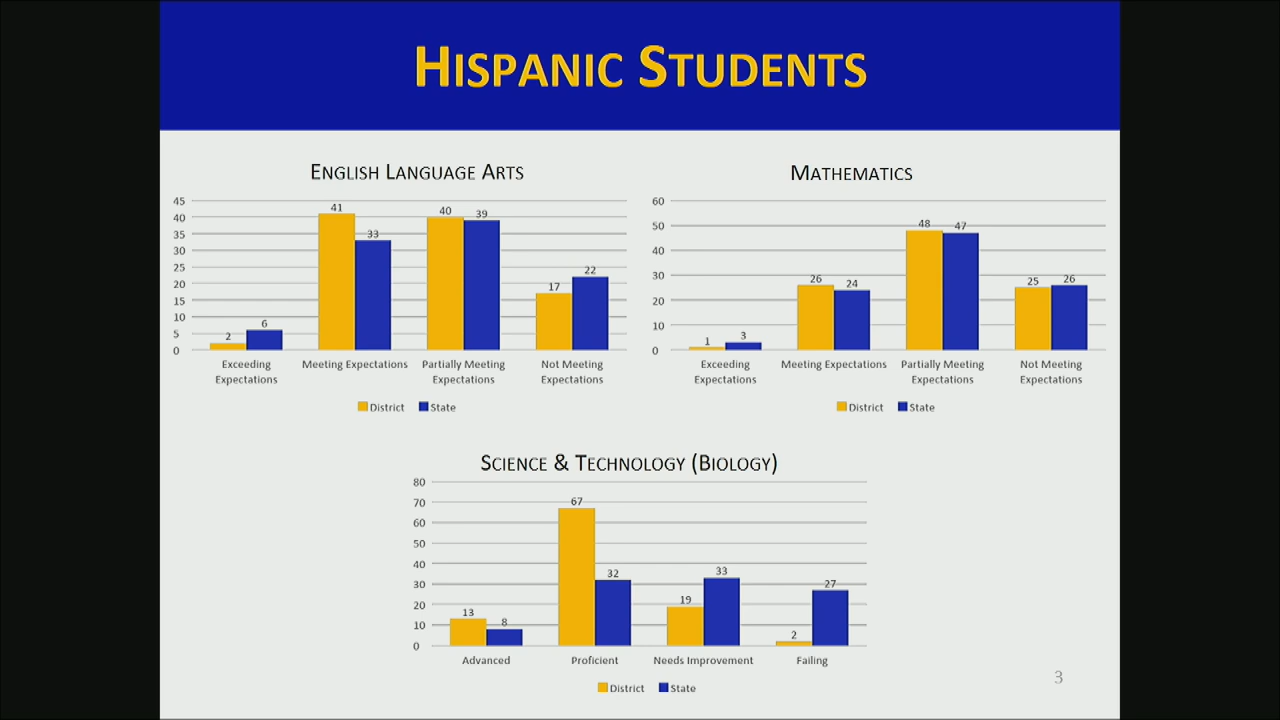 HISPANIC STUDENTS
ENGLISH LANGUAGE ARTS
45
40
35
30
25
20
15
10
5
0
2
6
41
33
40
39
17
22
Exceeding Expectations
Meeting Expectations
Partially Meeting Expectations
Not Meeting Expectations
District State
MATHEMATICS
60
50
40
30
20
10
0
1
3
26
24
48
47
25
26
Exceeding Expectations
Meeting Expectations
Partially Meeting Expectations
Not Meeting Expectations
District State
SCIENCE & TECHNOLOGY (BIOLOGY)
80
70
60
50
40
30
20
10
0
13
8
67
32
19
33
2
27
Advanced
Proficient
Needs Improvement
Failing
District State
3